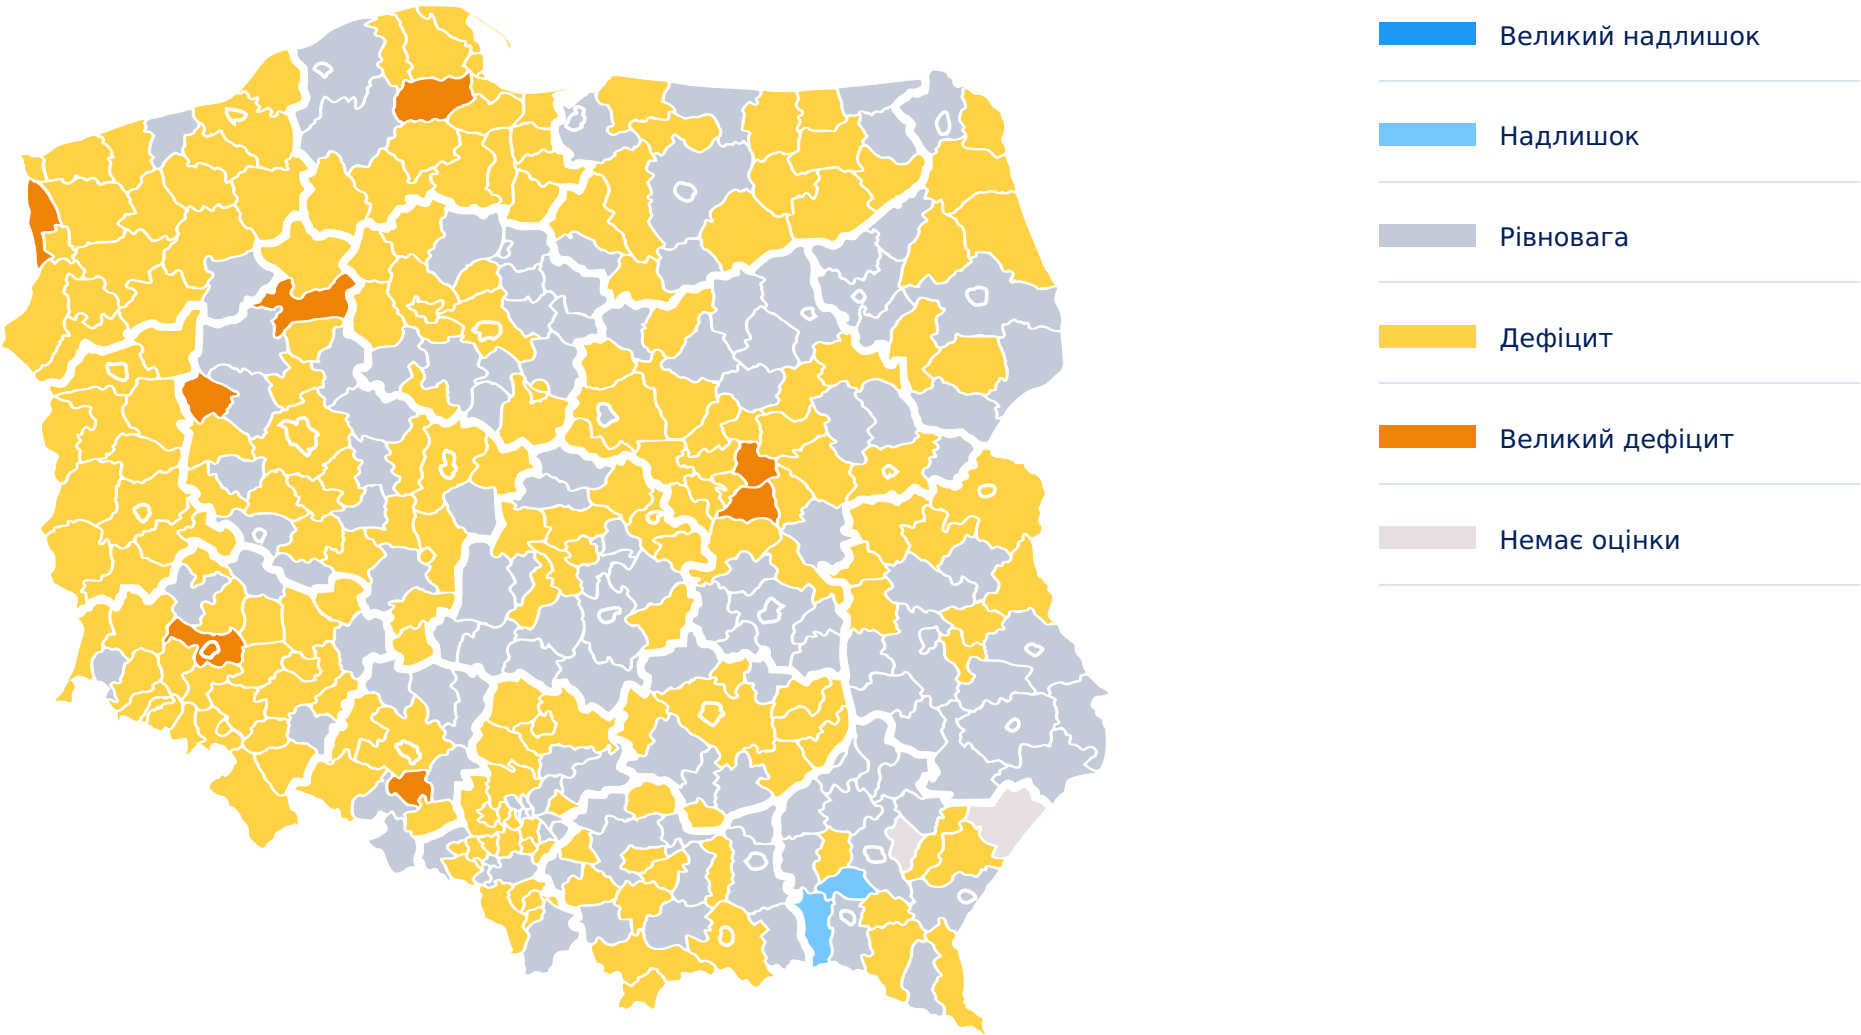 Великий надлишок
Надлишок
Рівновага
Дефіцит
Великий дефіцит
Немає оцінки